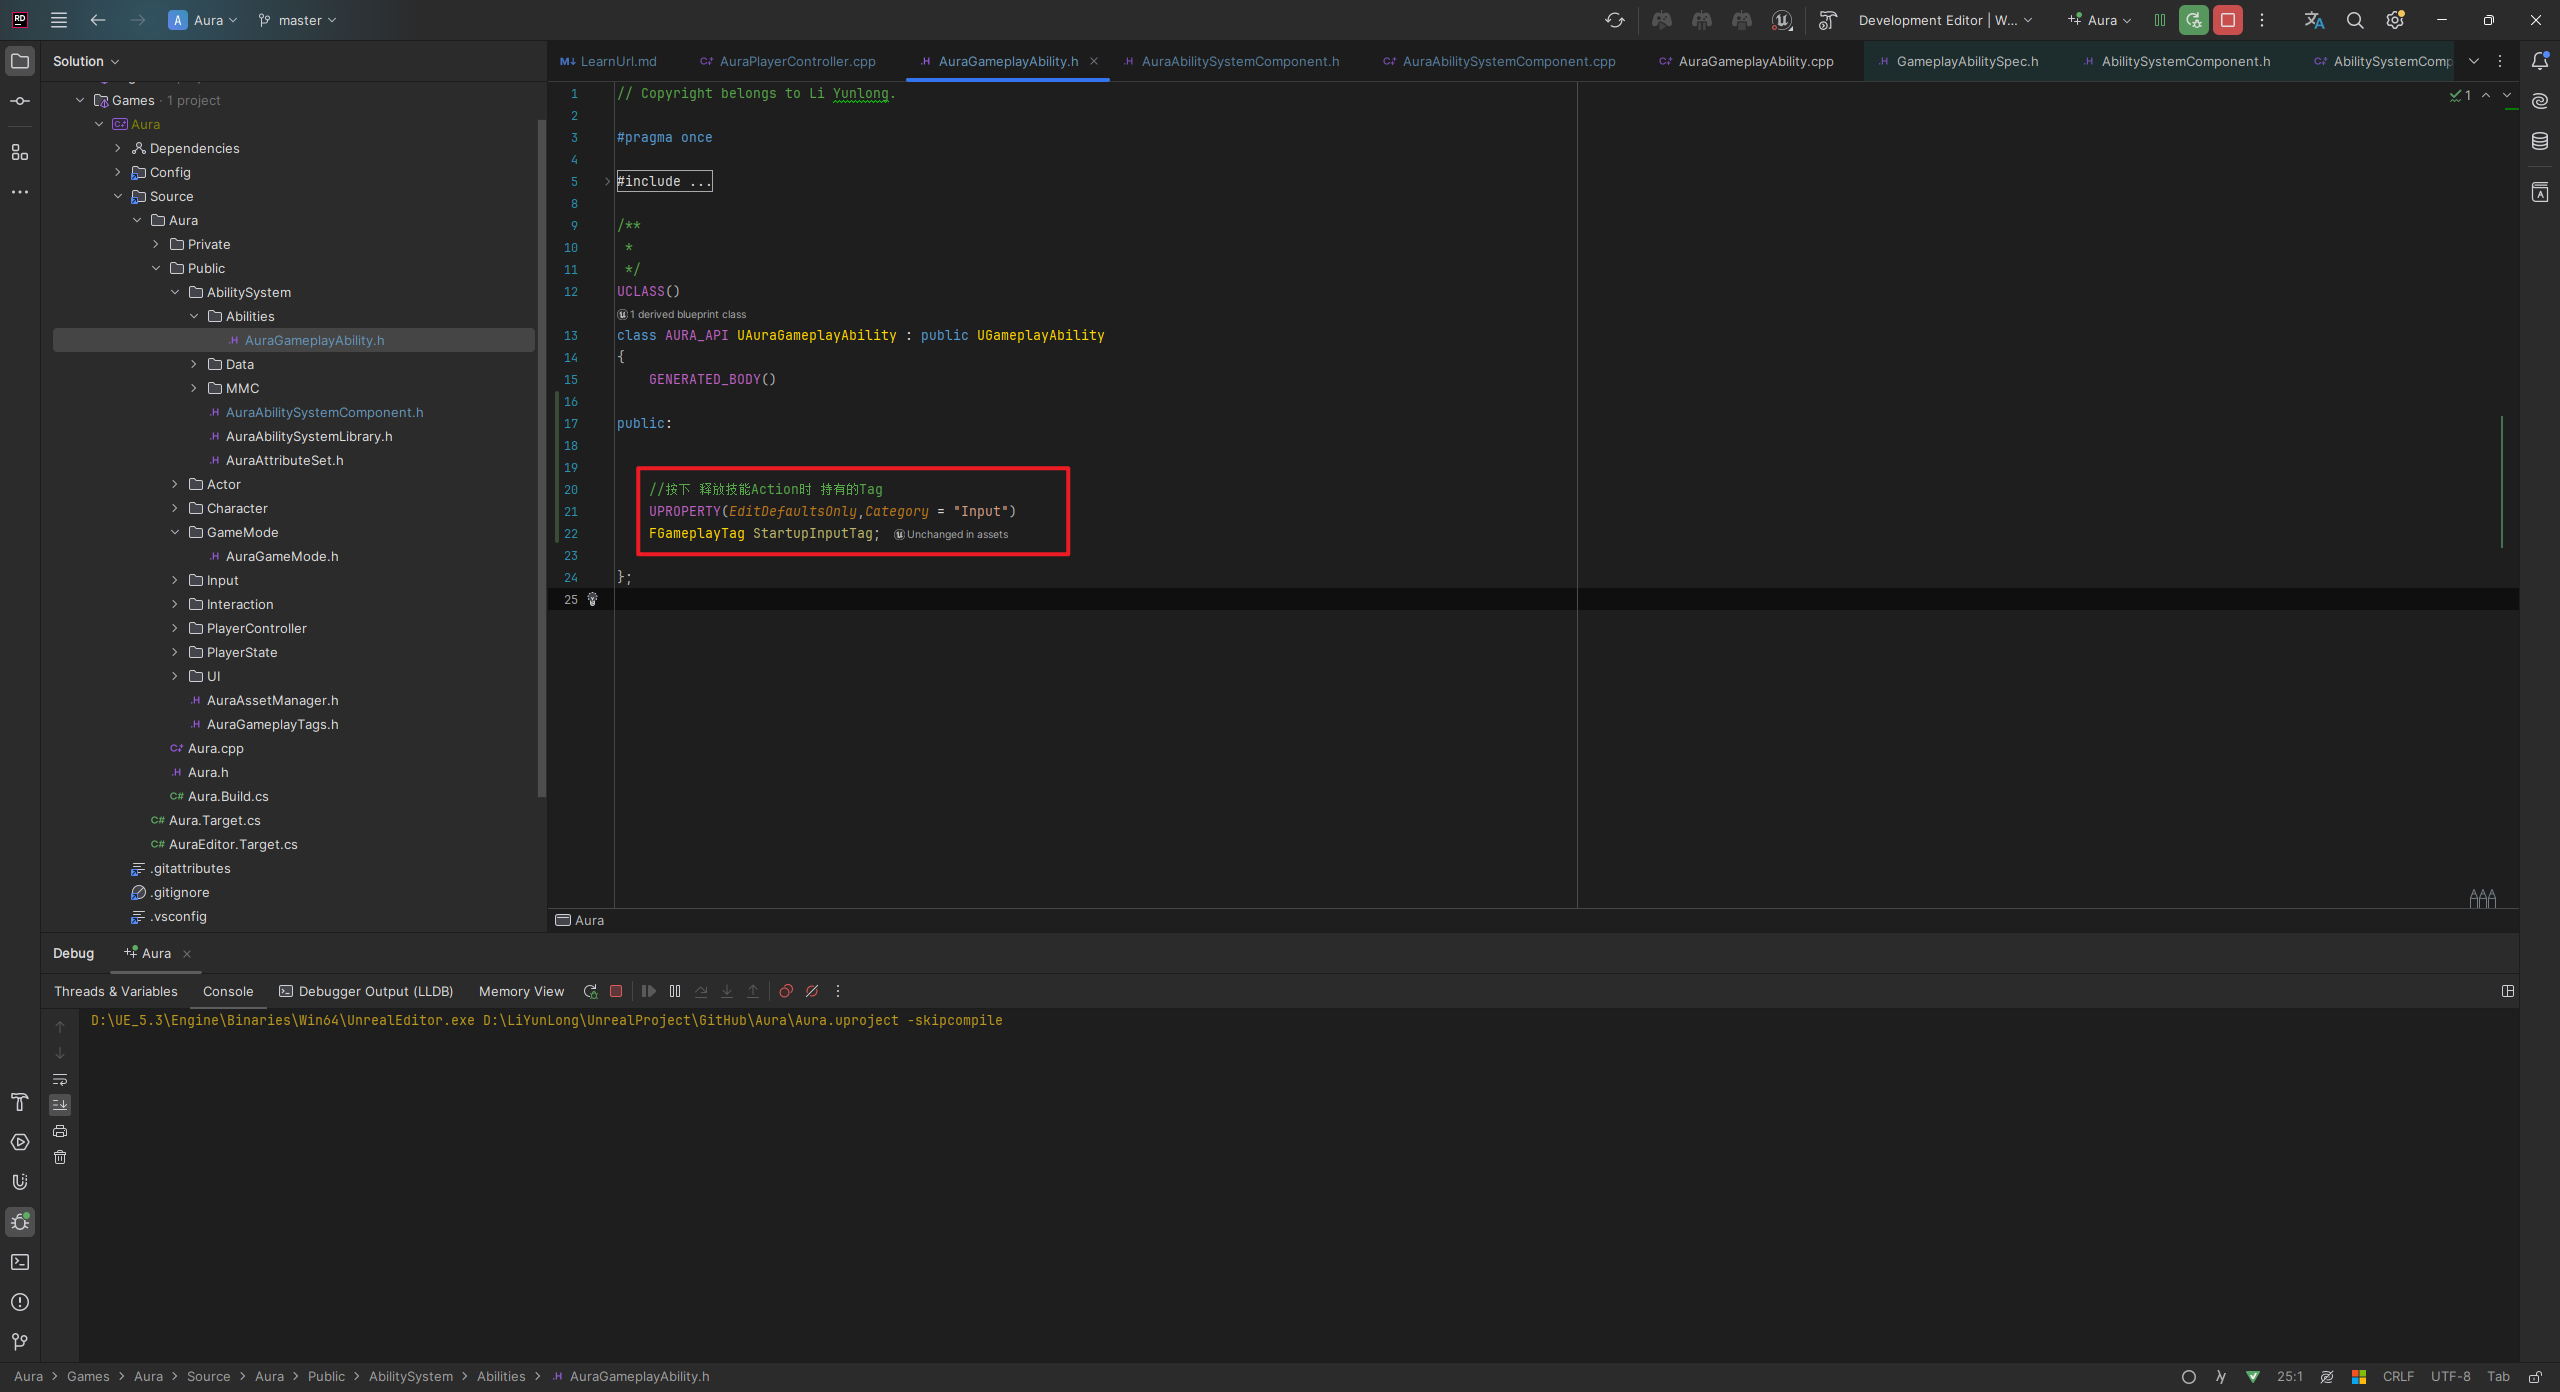 RD
A Aura
master
Development Editor | W...
Aura
Solution
Games · 1 project
Aura
Dependencies
Config
Source
Aura
Private
Public
AbilitySystem
Abilities
AuraGameplayAbility.h
Data
MMC
AuraAbilitySystemComponent.h
AuraAbilitySystemLibrary.h
AuraAttributeSet.h
Actor
Character
GameMode
AuraGameMode.h
Input
Interaction
PlayerController
PlayerState
UI
AuraAssetManager.h
AuraGameplayTags.h
Aura.cpp
Aura.h
Aura.Build.cs
Aura.Target.cs
AuraEditor.Target.cs
.gitattributes
.gitignore
.vsconfig
LearnUrl.md
AuraPlayerController.cpp
AuraGameplayAbility.h
AuraAbilitySystemComponent.h
AuraAbilitySystemComponent.cpp
AuraGameplayAbility.cpp
GameplayAbilitySpec.h
AbilitySystemComponent.h
AbilitySystemComp
1
1 // Copyright belongs to Li Yunlong.
2
3 #pragma once
4
5 #include ...
8
9 /**
10 *
11 */
12 UCLASS()
1 derived blueprint class
13 class AURA_API UAuraGameplayAbility : public UGameplayAbility
14 {
15 GENERATED_BODY()
16
17 public:
18
19
20 //按下 释放技能Action时 持有的Tag
21 UPROPERTY(EditDefaultsOnly,Category = "Input")
22 FGameplayTag StartupInputTag; Unchanged in assets
23
24 };
25
Aura
Debug
Aura
Threads & Variables
Console
Debugger Output (LLDB)
Memory View
D:\UE_5.3\Engine\Binaries\Win64\UnrealEditor.exe D:\LiYunLong\UnrealProject\GitHub\Aura\Aura.uproject -skipcompile
Aura > Games > Aura > Source > Aura > Public > AbilitySystem > Abilities > AuraGameplayAbility.h
25:1
CRLF
UTF-8
Tab